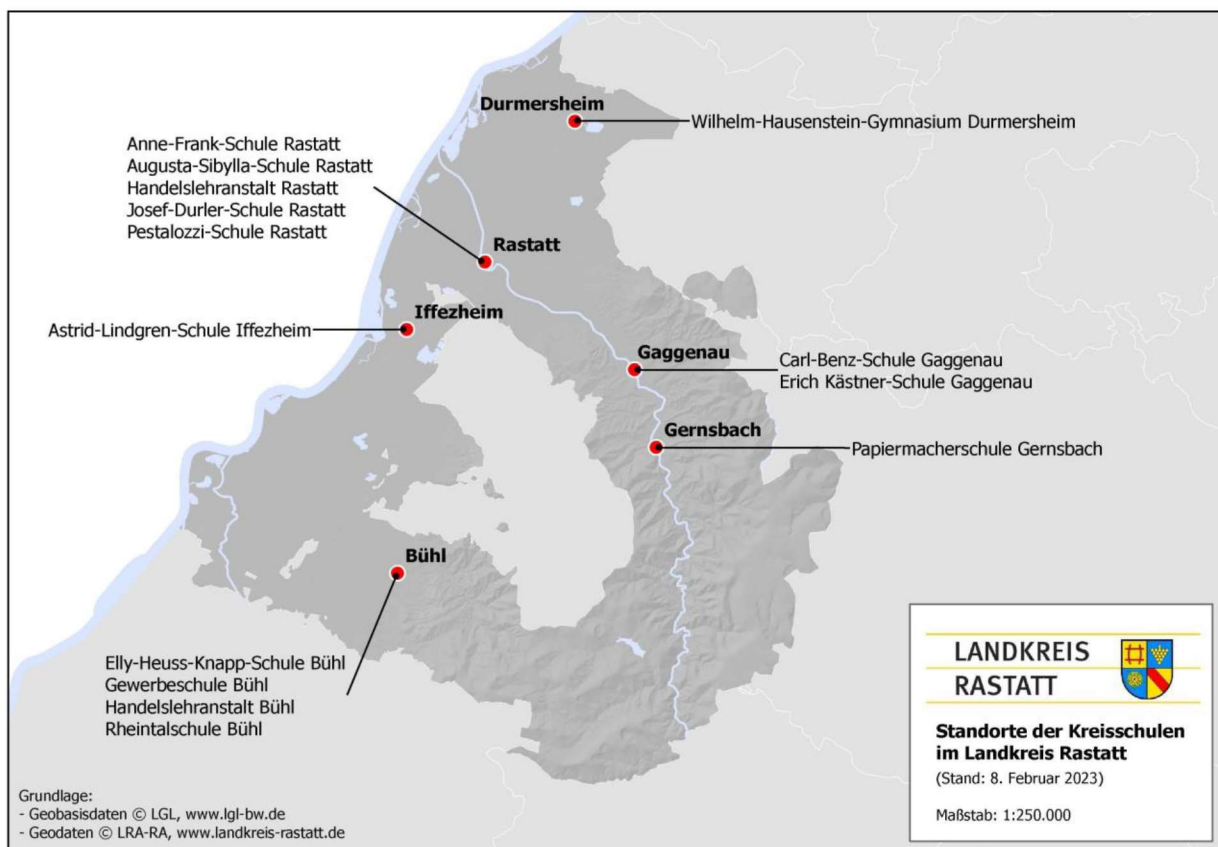 Durmersheim
Wilhelm-Hausenstein-Gymnasium Durmersheim
Anne-Frank-Schule Rastatt
Augusta-Sibylla-Schule Rastatt
Handelslehranstalt Rastatt
Josef-Durler-Schule Rastatt
Pestalozzi-Schule Rastatt
Rastatt
Iffezheim
Astrid-Lindgren-Schule Iffezheim
Gaggenau
Carl-Benz-Schule Gaggenau
Erich Kästner-Schule Gaggenau
Gernsbach
Papiermacherschule Gernsbach
Bühl
Elly-Heuss-Knapp-Schule Bühl
Gewerbeschule Bühl
Handelslehranstalt Bühl
Rheintalschule Bühl
LANDKREIS
RASTATT
Standorte der Kreisschulen
im Landkreis Rastatt
(Stand: 8. Februar 2023)
Maßstab: 1:250.000
Grundlage:
- Geobasisdaten © LGL, www.lgl-bw.de
- Geodaten © LRA-RA, www.landkreis-rastatt.de